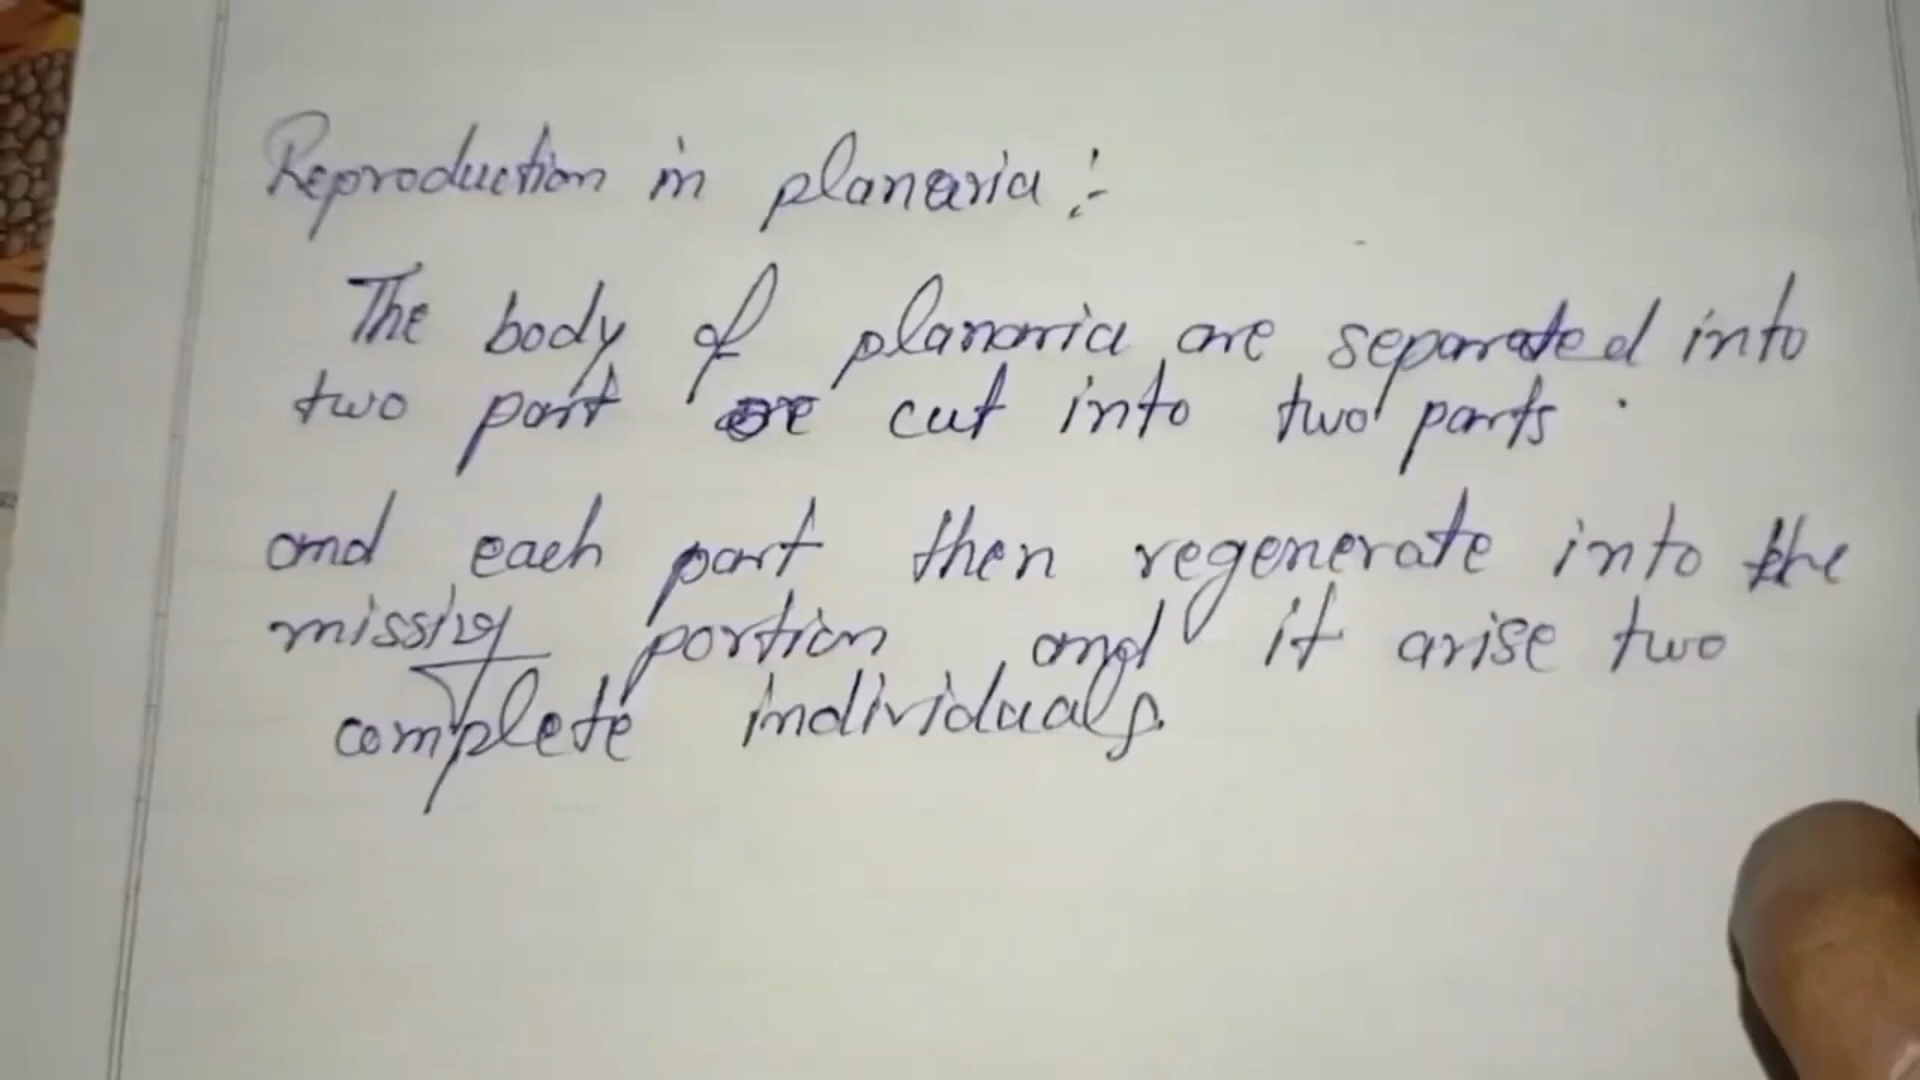 Reproduction in planaria :-
The body of planaria are separated into
two part or cut into two parts .
and each part then regenerate into the
missing portion and it arise two
complete individuals.